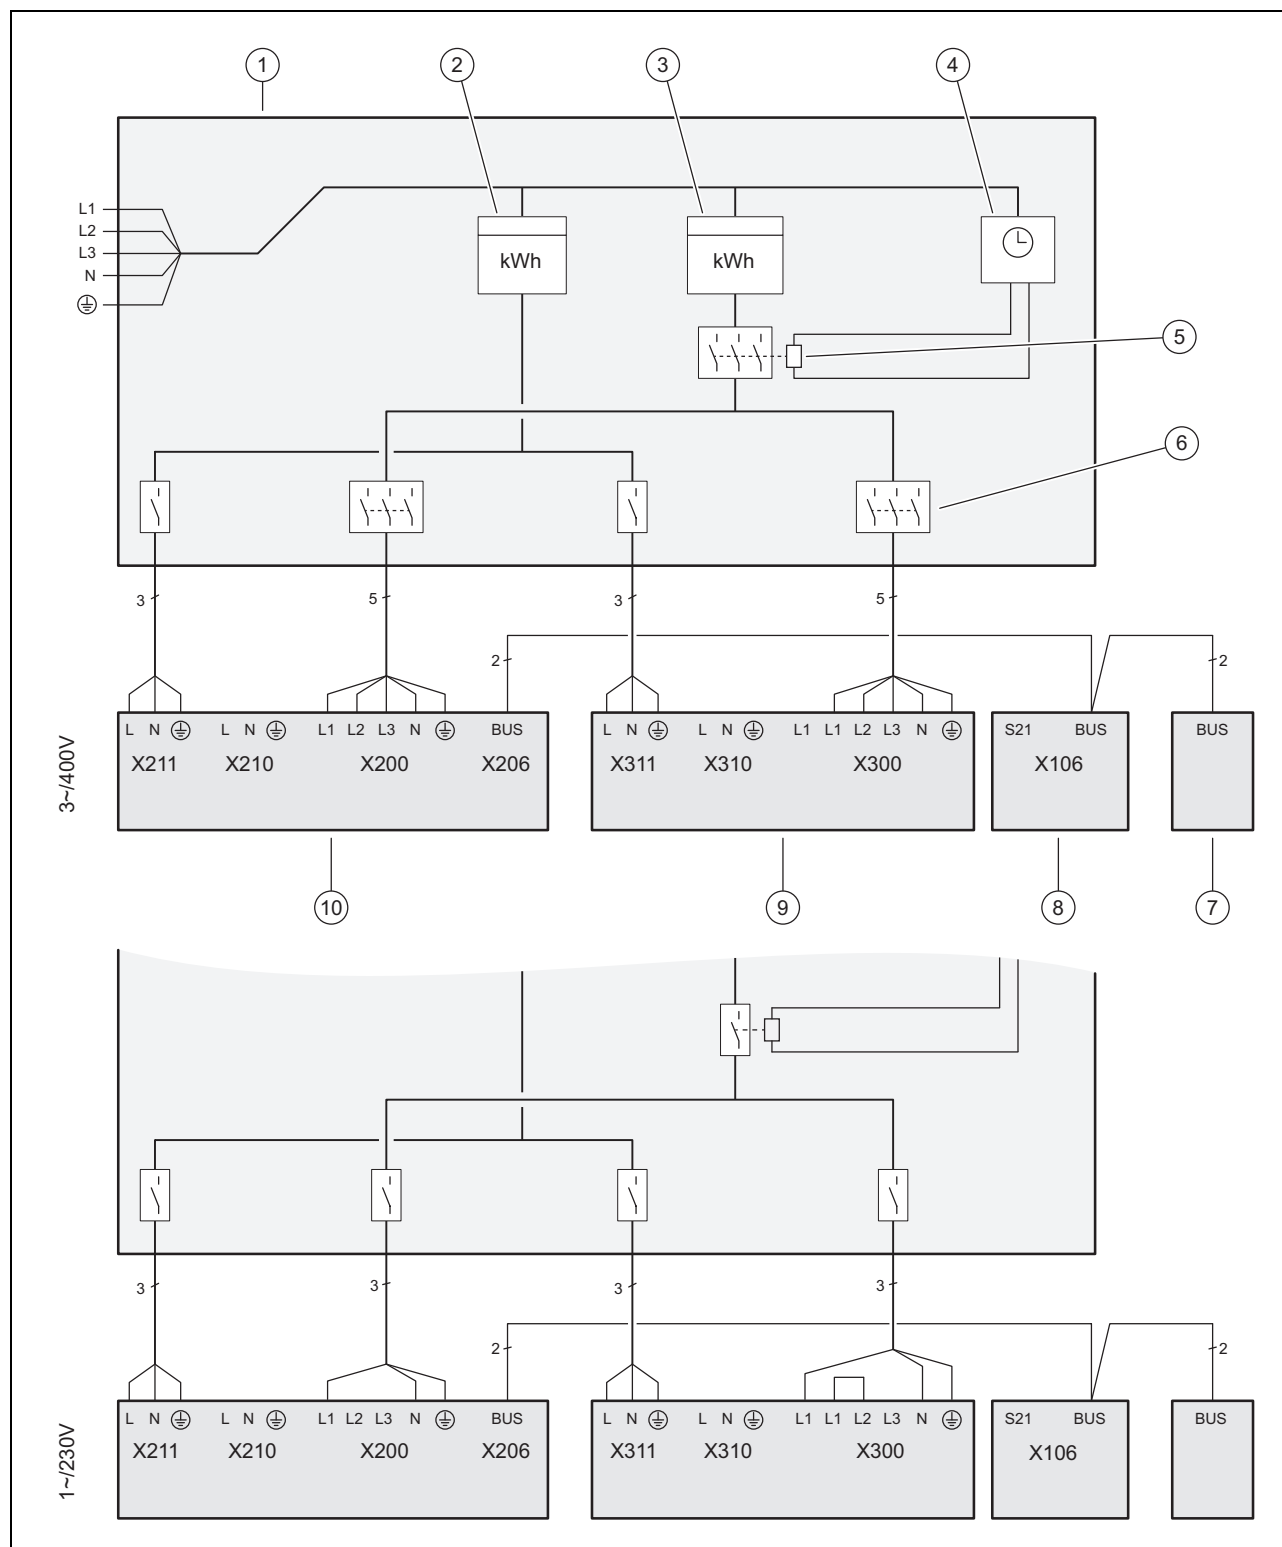 1 2 3 4
L1
L2
L3
N
kWh kWh
5
6
3 5 3 5
2 2
L N L N L1 L2 L3 N BUS
X211 X210 X200 X206
L N L N L1 L1 L2 L3 N
X311 X310 X300
S21 BUS
X106
BUS
3~/400V
10 9 8 7
3 3 3 3
2 2
L N L N L1 L2 L3 N BUS
X211 X210 X200 X206
L N L N L1 L1 L2 L3 N
X311 X310 X300
S21 BUS
X106
BUS
1~/230V